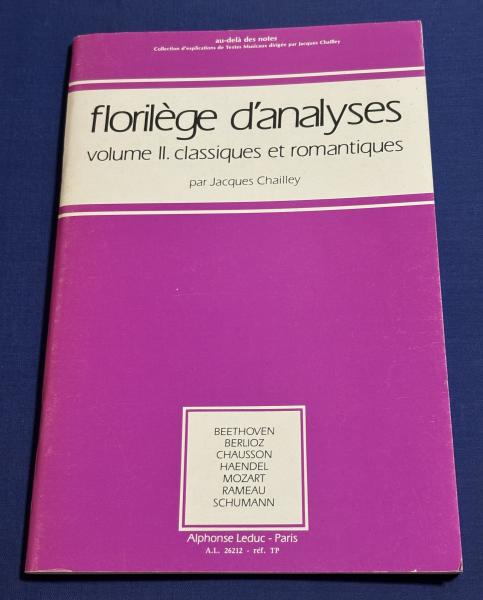 au-delà des notes
Collection d'explications de Textes Musicaux dirigée par Jacques Chailley
florilège d'analyses
volume II. classiques et romantiques
par Jacques Chailley
BEETHOVEN
BERLIOZ
CHAUSSON
HAENDEL
MOZART
RAMEAU
SCHUMANN
Alphonse Leduc - Paris
A.L. 26212 - réf. TP